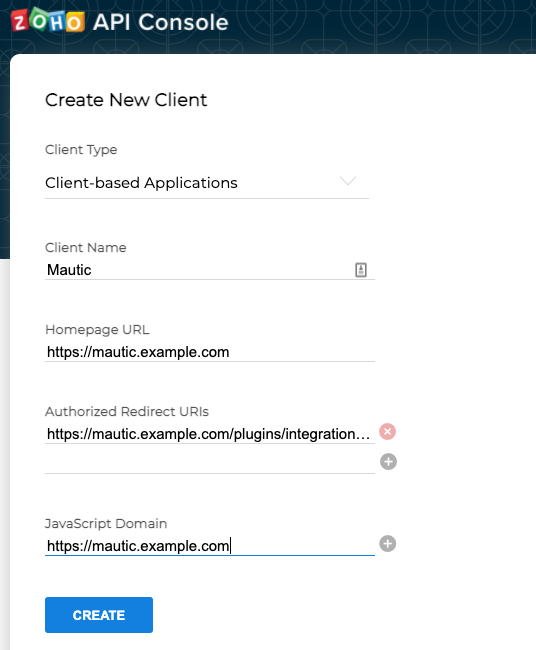 ZOHO API Console
Create New Client
Client Type
Client-based Applications
Client Name
Mautic
Homepage URL
https://mautic.example.com
Authorized Redirect URIs
https://mautic.example.com/plugins/integration…
JavaScript Domain
https://mautic.example.com
CREATE